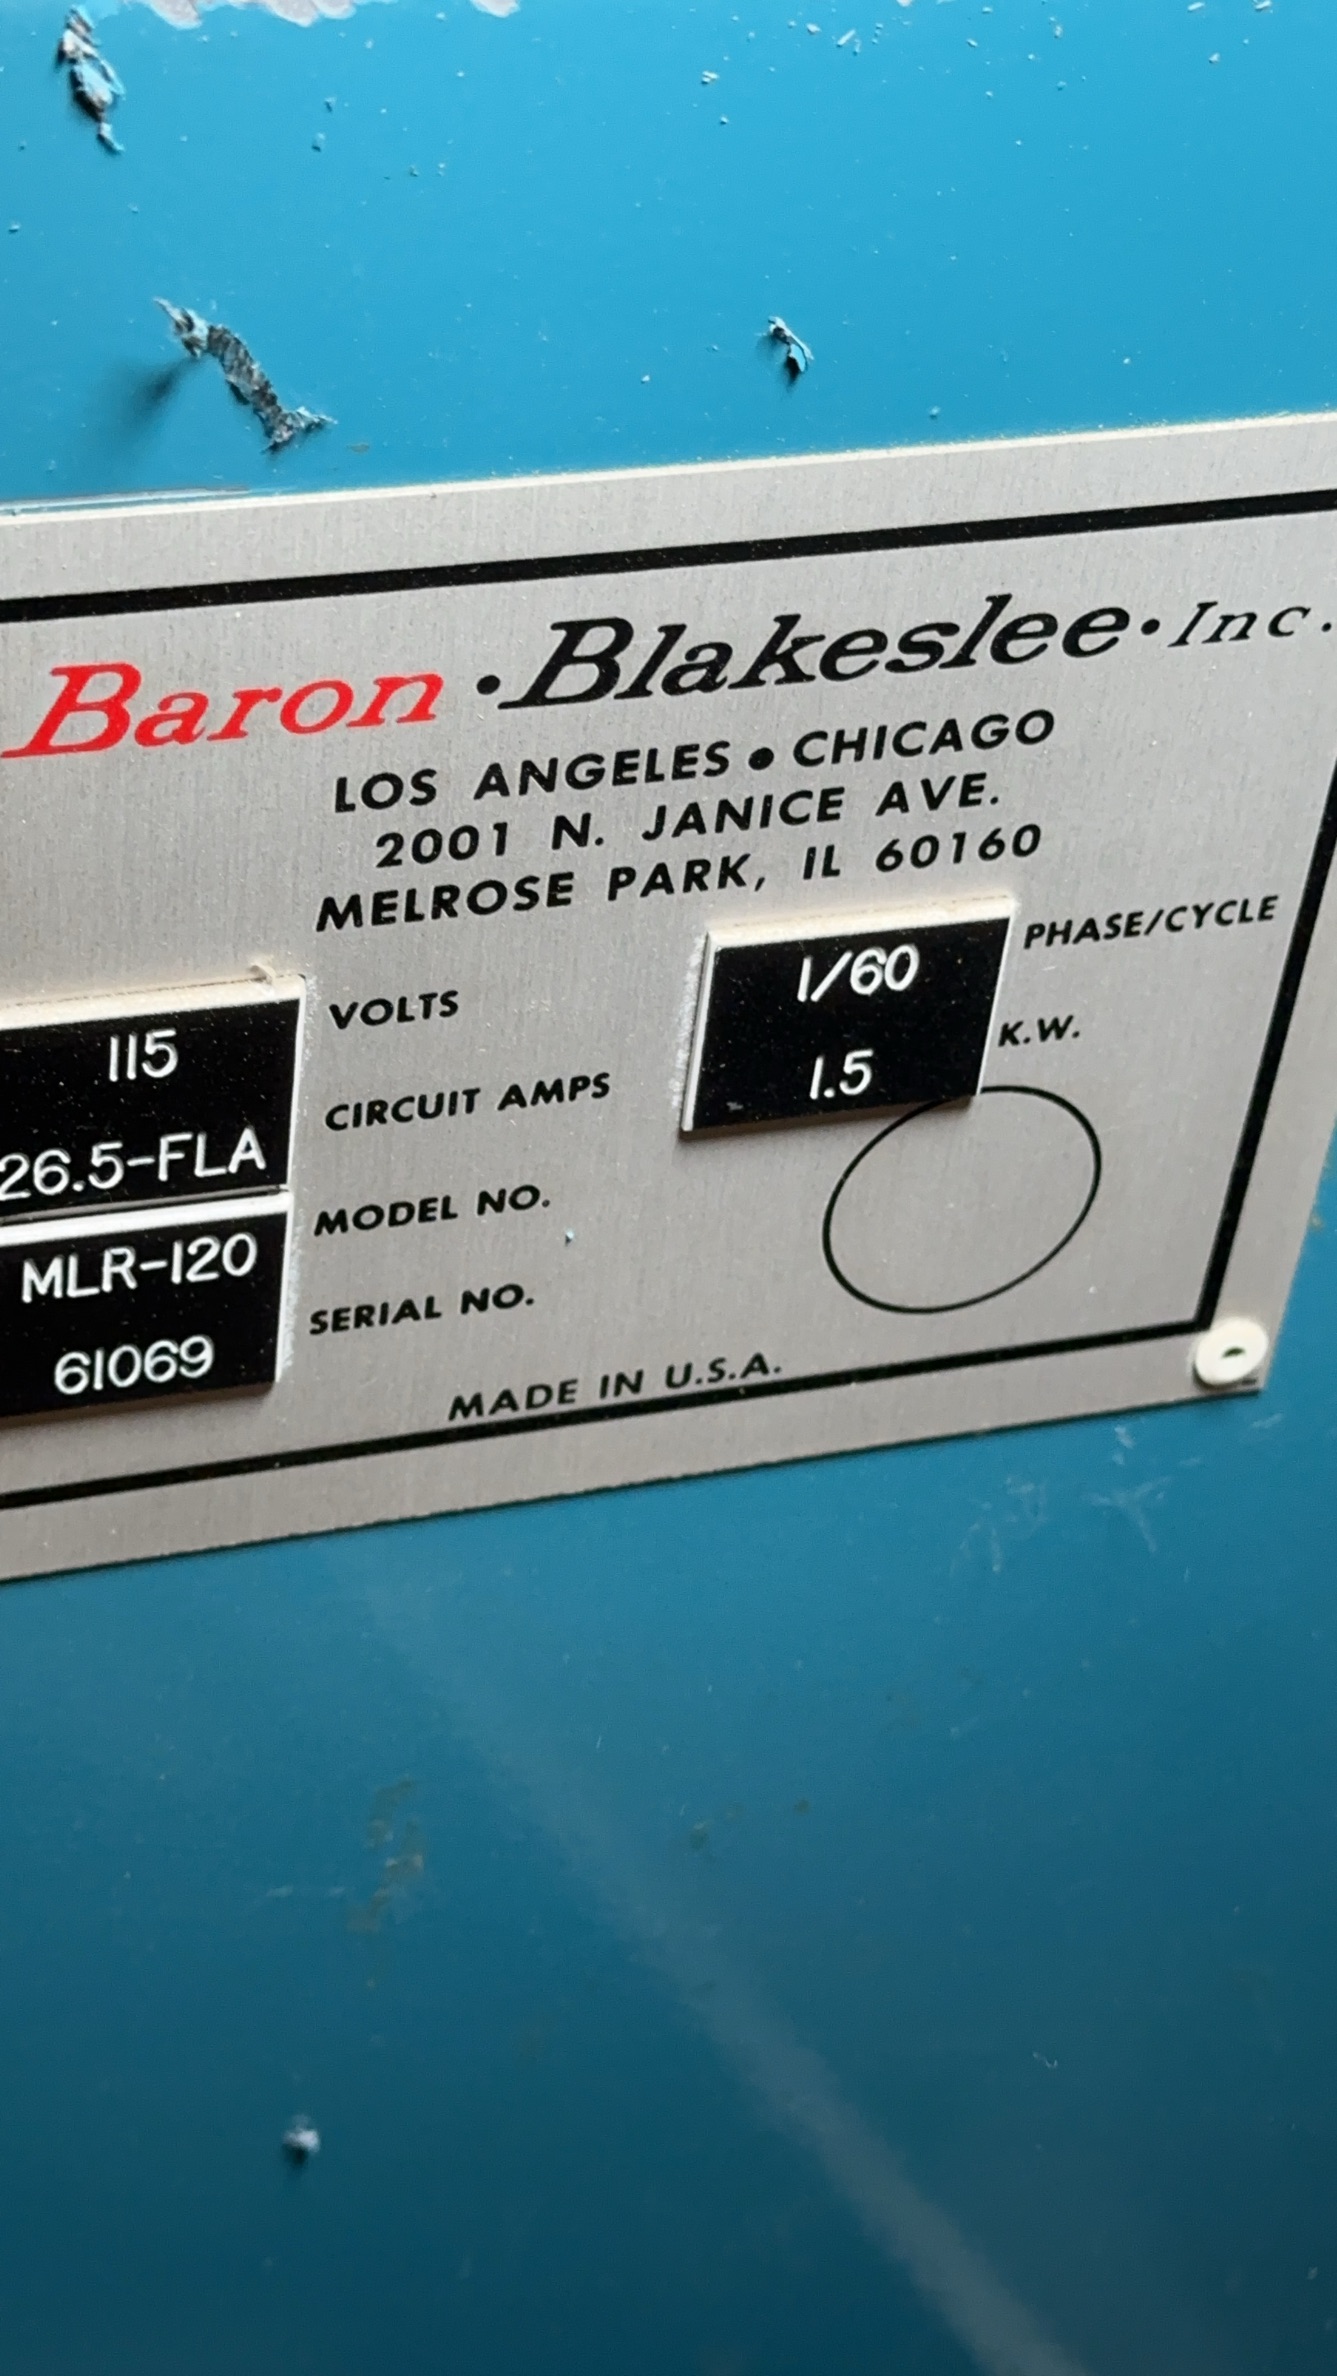 Baron·Blakeslee·Inc.
LOS ANGELES • CHICAGO
2001 N. JANICE AVE.
MELROSE PARK, IL 60160
115 VOLTS
1/60 PHASE/CYCLE
26.5-FLA CIRCUIT AMPS
1.5 K.W.
MLR-120 MODEL NO.
61069 SERIAL NO.
MADE IN U.S.A.